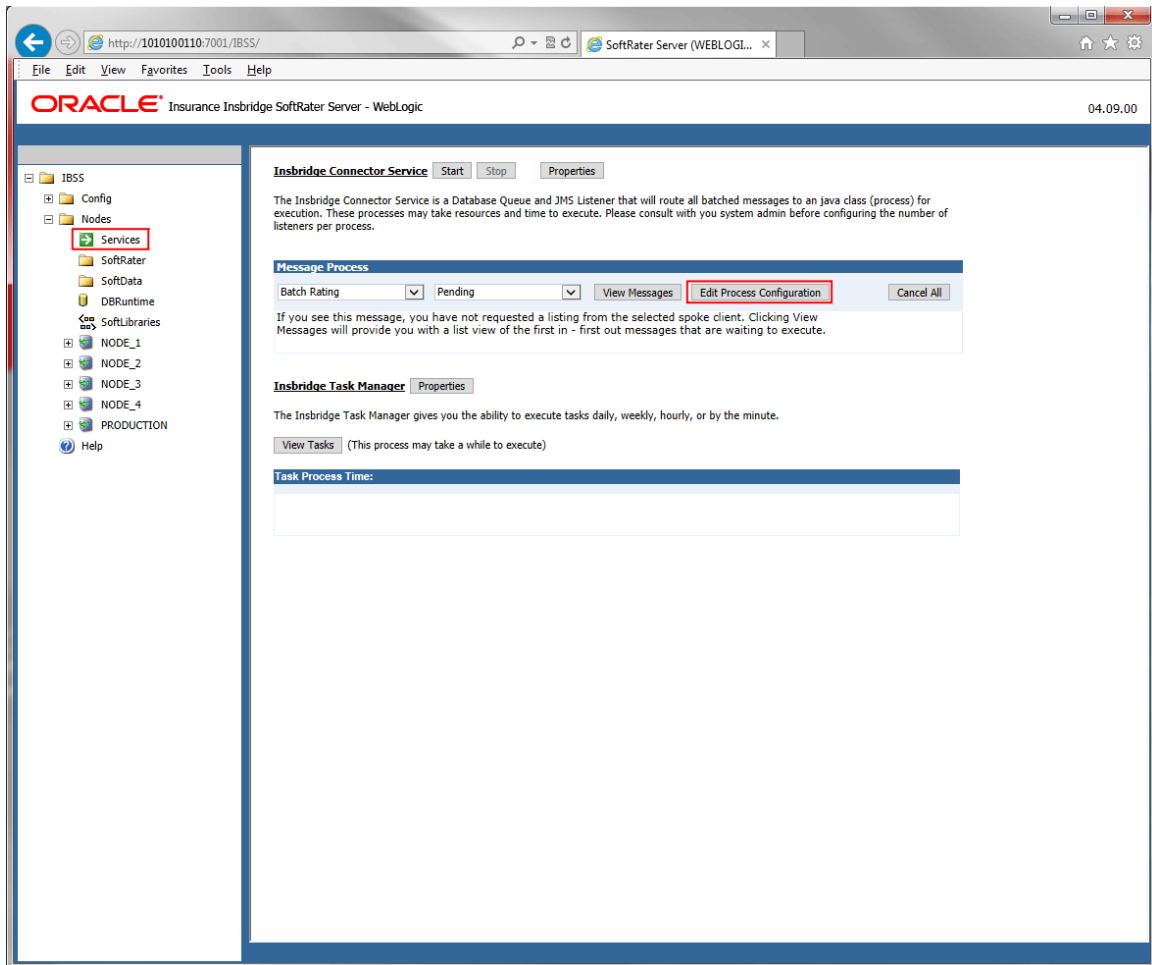 http://1010100110:7001/IBSS/
SoftRater Server (WEBLOGI...
File Edit View Favorites Tools Help
ORACLE Insurance Insbridge SoftRater Server - WebLogic
04.09.00
IBSS
Config
Nodes
Services
SoftRater
SoftData
DBRuntime
SoftLibraries
NODE_1
NODE_2
NODE_3
NODE_4
PRODUCTION
Help
Insbridge Connector Service Start Stop Properties
The Insbridge Connector Service is a Database Queue and JMS Listener that will route all batched messages to an java class (process) for
execution. These processes may take resources and time to execute. Please consult with you system admin before configuring the number of
listeners per process.
Message Process
Batch Rating Pending View Messages Edit Process Configuration Cancel All
If you see this message, you have not requested a listing from the selected spoke client. Clicking View
Messages will provide you with a list view of the first in - first out messages that are waiting to execute.
Insbridge Task Manager Properties
The Insbridge Task Manager gives you the ability to execute tasks daily, weekly, hourly, or by the minute.
View Tasks (This process may take a while to execute)
Task Process Time: